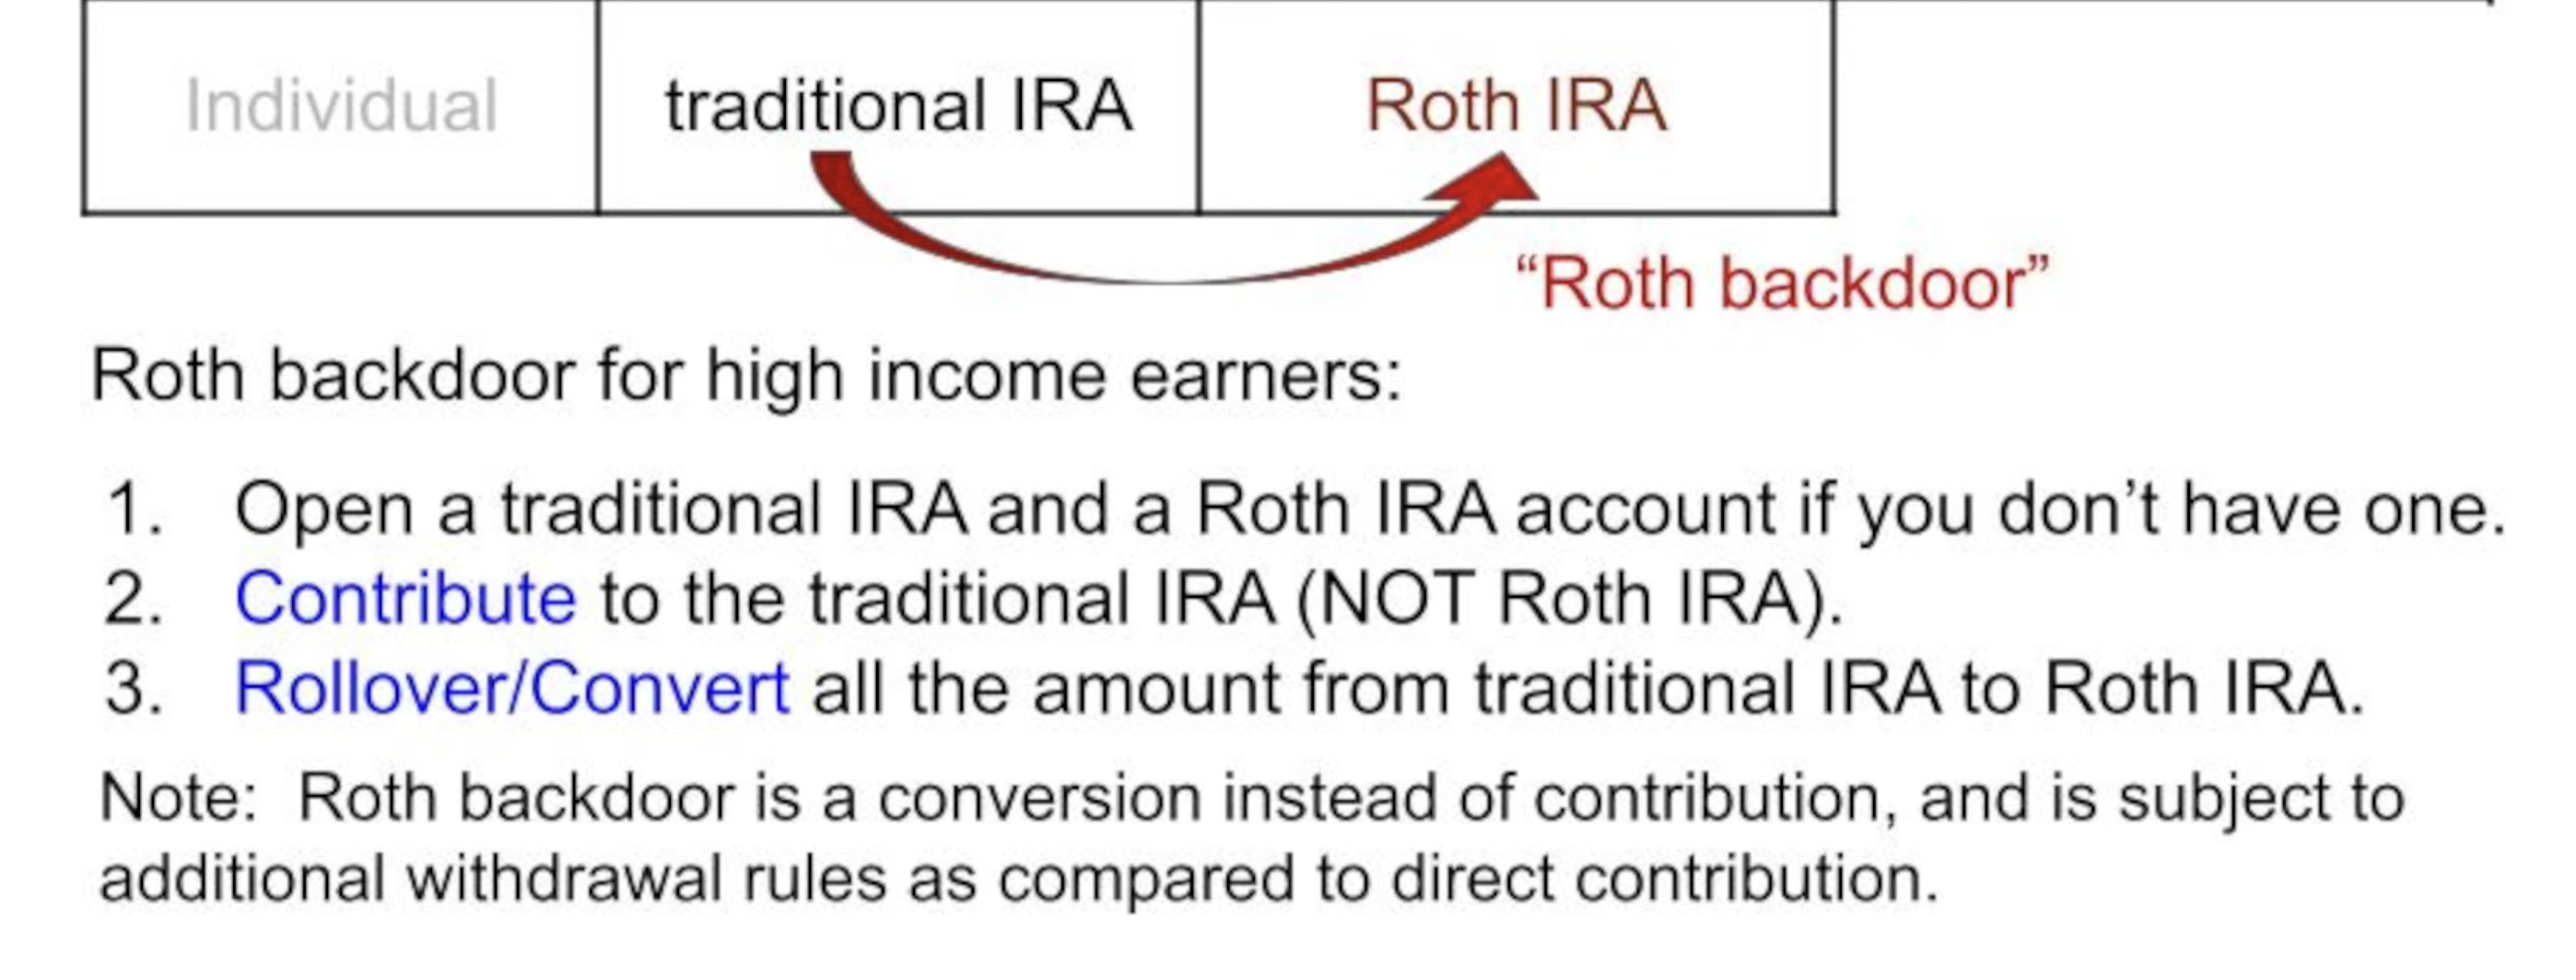 Individual
traditional IRA
Roth IRA
“Roth backdoor”
Roth backdoor for high income earners:
1. Open a traditional IRA and a Roth IRA account if you don’t have one.
2. Contribute to the traditional IRA (NOT Roth IRA).
3. Rollover/Convert all the amount from traditional IRA to Roth IRA.
Note: Roth backdoor is a conversion instead of contribution, and is subject to
additional withdrawal rules as compared to direct contribution.